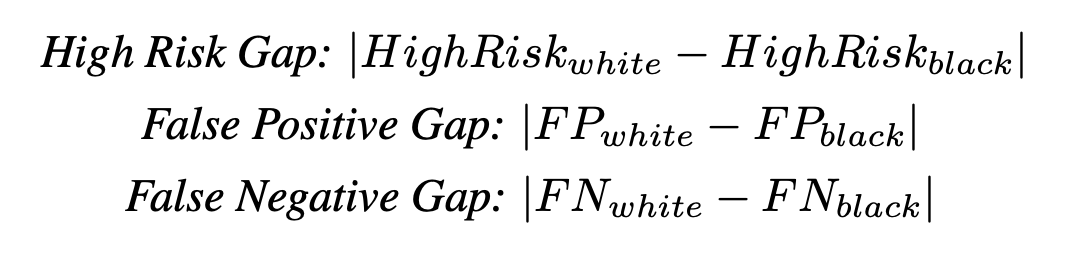 High Risk Gap: |HighRisk_white − HighRisk_black|
False Positive Gap: |FP_white − FP_black|
False Negative Gap: |FN_white − FN_black|